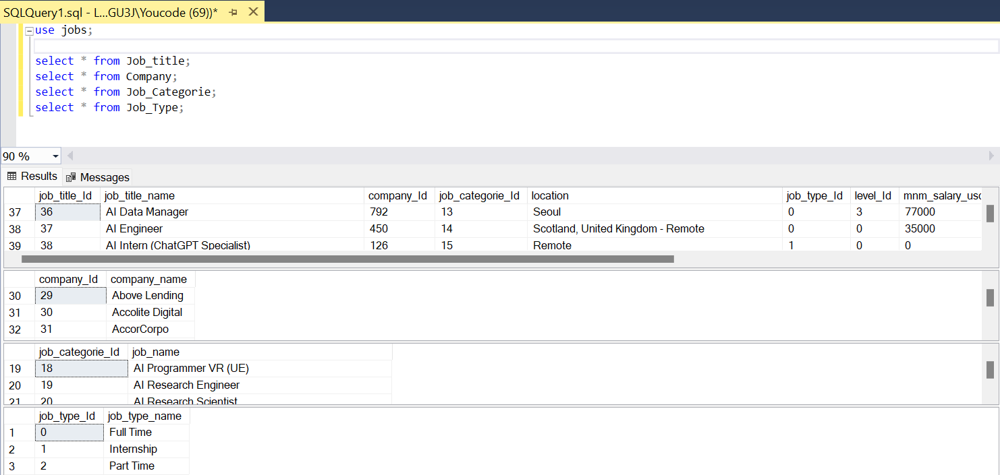 SQLQuery1.sql - L...GU3J\Youcode (69))*
use jobs;
select * from Job_title;
select * from Company;
select * from Job_Categorie;
select * from Job_Type;
90 %
Results Messages
job_title_Id job_title_name company_Id job_categorie_Id location job_type_Id level_Id mnm_salary_usd
37 36 AI Data Manager 792 13 Seoul 0 3 77000
38 37 AI Engineer 450 14 Scotland, United Kingdom - Remote 0 0 35000
39 38 AI Intern (ChatGPT Specialist) 126 15 Remote 1 0 0
company_Id company_name
30 29 Above Lending
31 30 Accolite Digital
32 31 AccorCorpo
job_categorie_Id job_name
19 18 AI Programmer VR (UE)
20 19 AI Research Engineer
21 20 AI Research Scientist
job_type_Id job_type_name
1 0 Full Time
2 1 Internship
3 2 Part Time